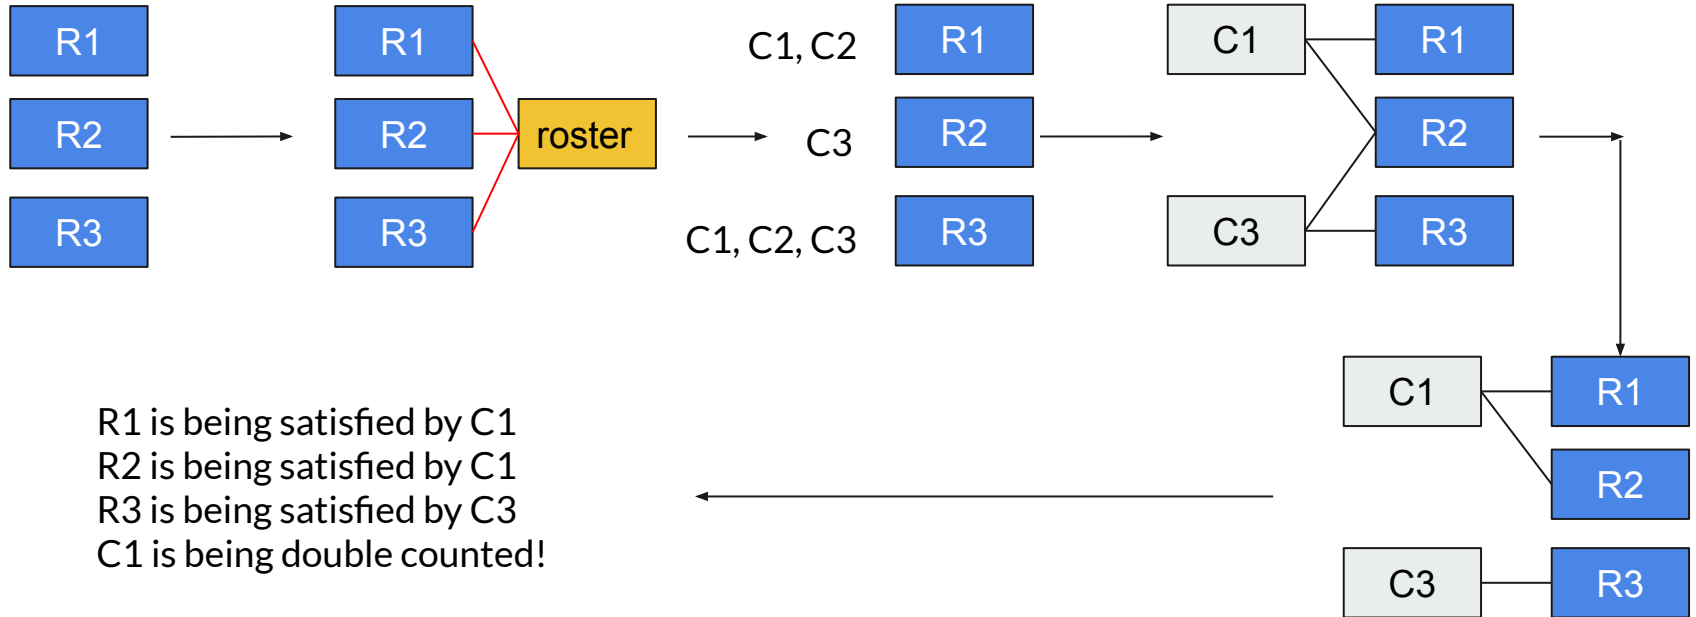 R1
R2
R3
R1
R2
R3
roster
C1, C2
C3
C1, C2, C3
R1
R2
R3
C1
C3
R1
R2
R3
C1
C3
R1
R2
R3
R1 is being satisfied by C1
R2 is being satisfied by C1
R3 is being satisfied by C3
C1 is being double counted!